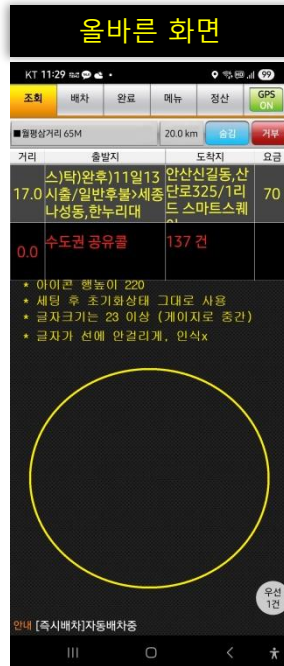 올바른 화면
KT 11:29
99
조회 배차 완료 메뉴 정산 GPS ON
■월평삼거리 65M 20.0 km 숨김 거부
거리 출발지 도착지 요금
17.0 스)탁)완후)11일13시출/일반후불>세종나성동,한누리대 안산신길동,산단로325/1리드 스마트스퀘 70
0.0 수도권 공유콜 137 건
* 아이콘 행높이 220
* 세팅 후 초기화상태 그대로 사용
* 글자크기는 23 이상 (게이지로 중간)
* 글자가 선에 안걸리게, 인식x
우선
1건
안내 [즉시배차]자동배차중